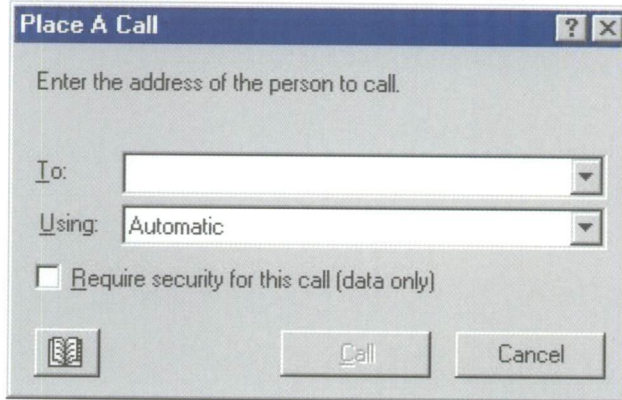 Place A Call
Enter the address of the person to call.
To:
Using: Automatic
Require security for this call (data only)
Call Cancel